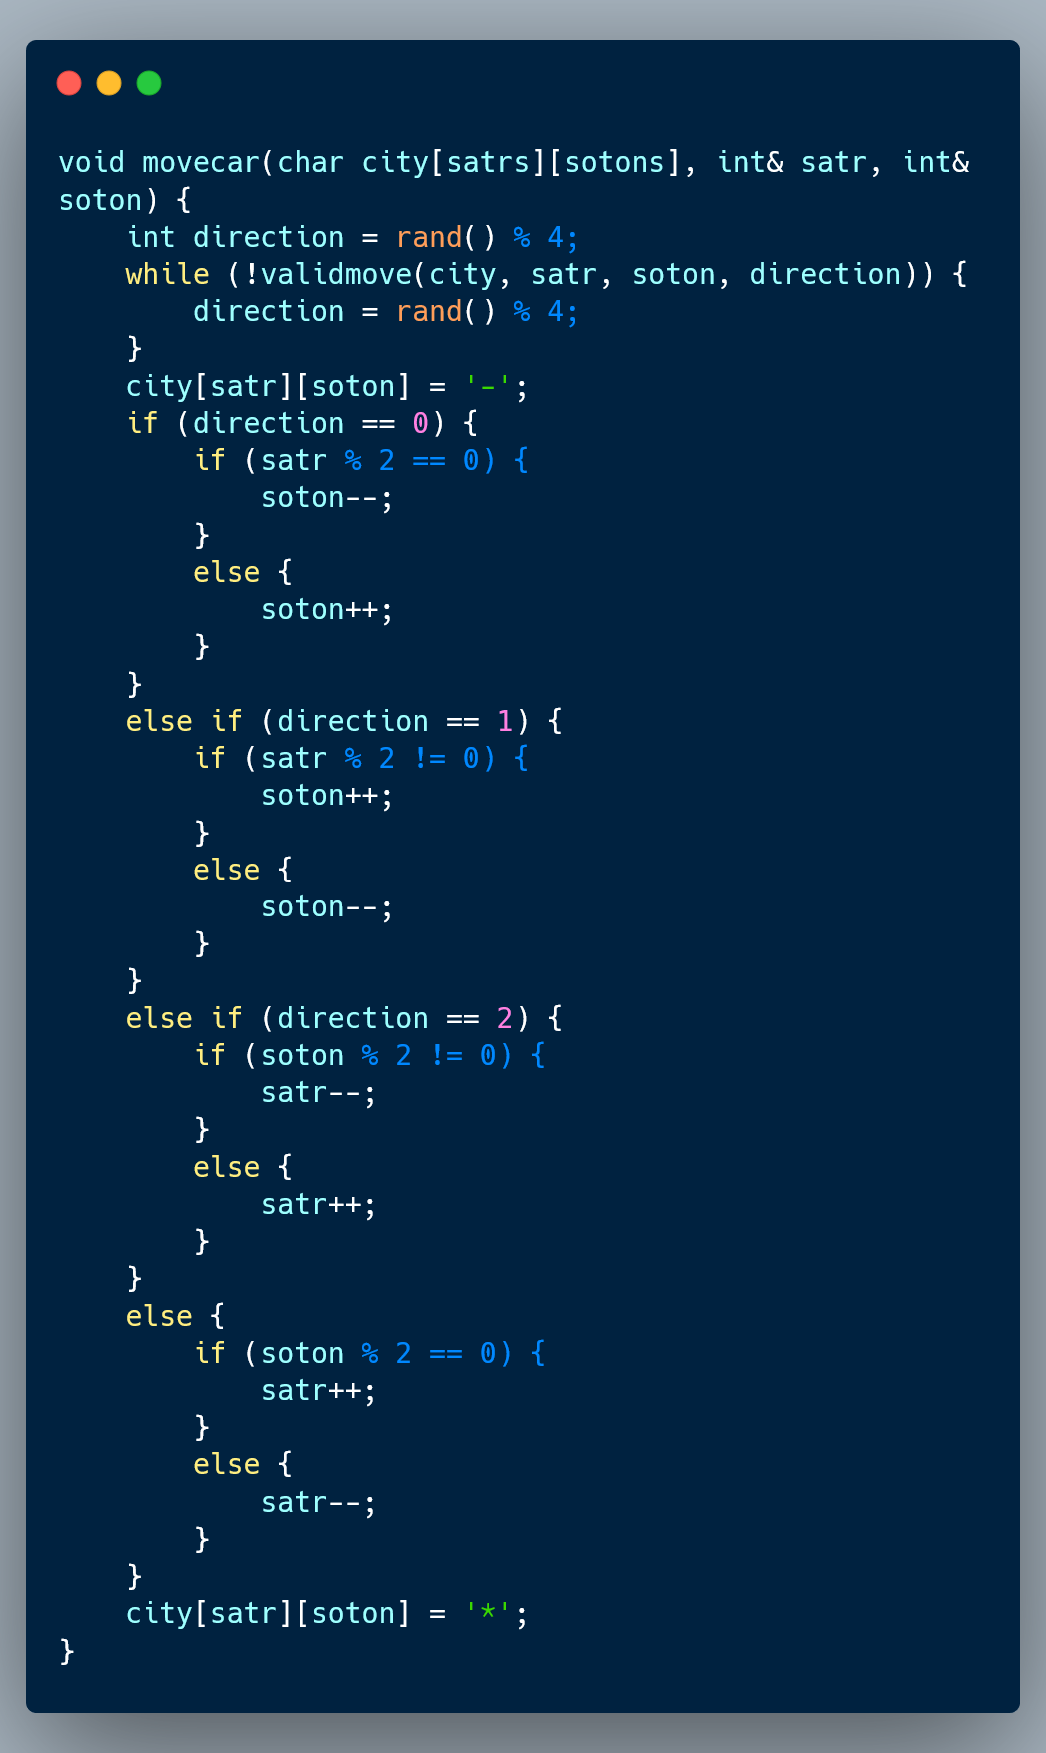 void movecar(char city[satrs][sotons], int& satr, int&
soton) {
    int direction = rand() % 4;
    while (!validmove(city, satr, soton, direction)) {
        direction = rand() % 4;
    }
    city[satr][soton] = '-';
    if (direction == 0) {
        if (satr % 2 == 0) {
            soton--;
        }
        else {
            soton++;
        }
    }
    else if (direction == 1) {
        if (satr % 2 != 0) {
            soton++;
        }
        else {
            soton--;
        }
    }
    else if (direction == 2) {
        if (soton % 2 != 0) {
            satr--;
        }
        else {
            satr++;
        }
    }
    else {
        if (soton % 2 == 0) {
            satr++;
        }
        else {
            satr--;
        }
    }
    city[satr][soton] = '*';
}